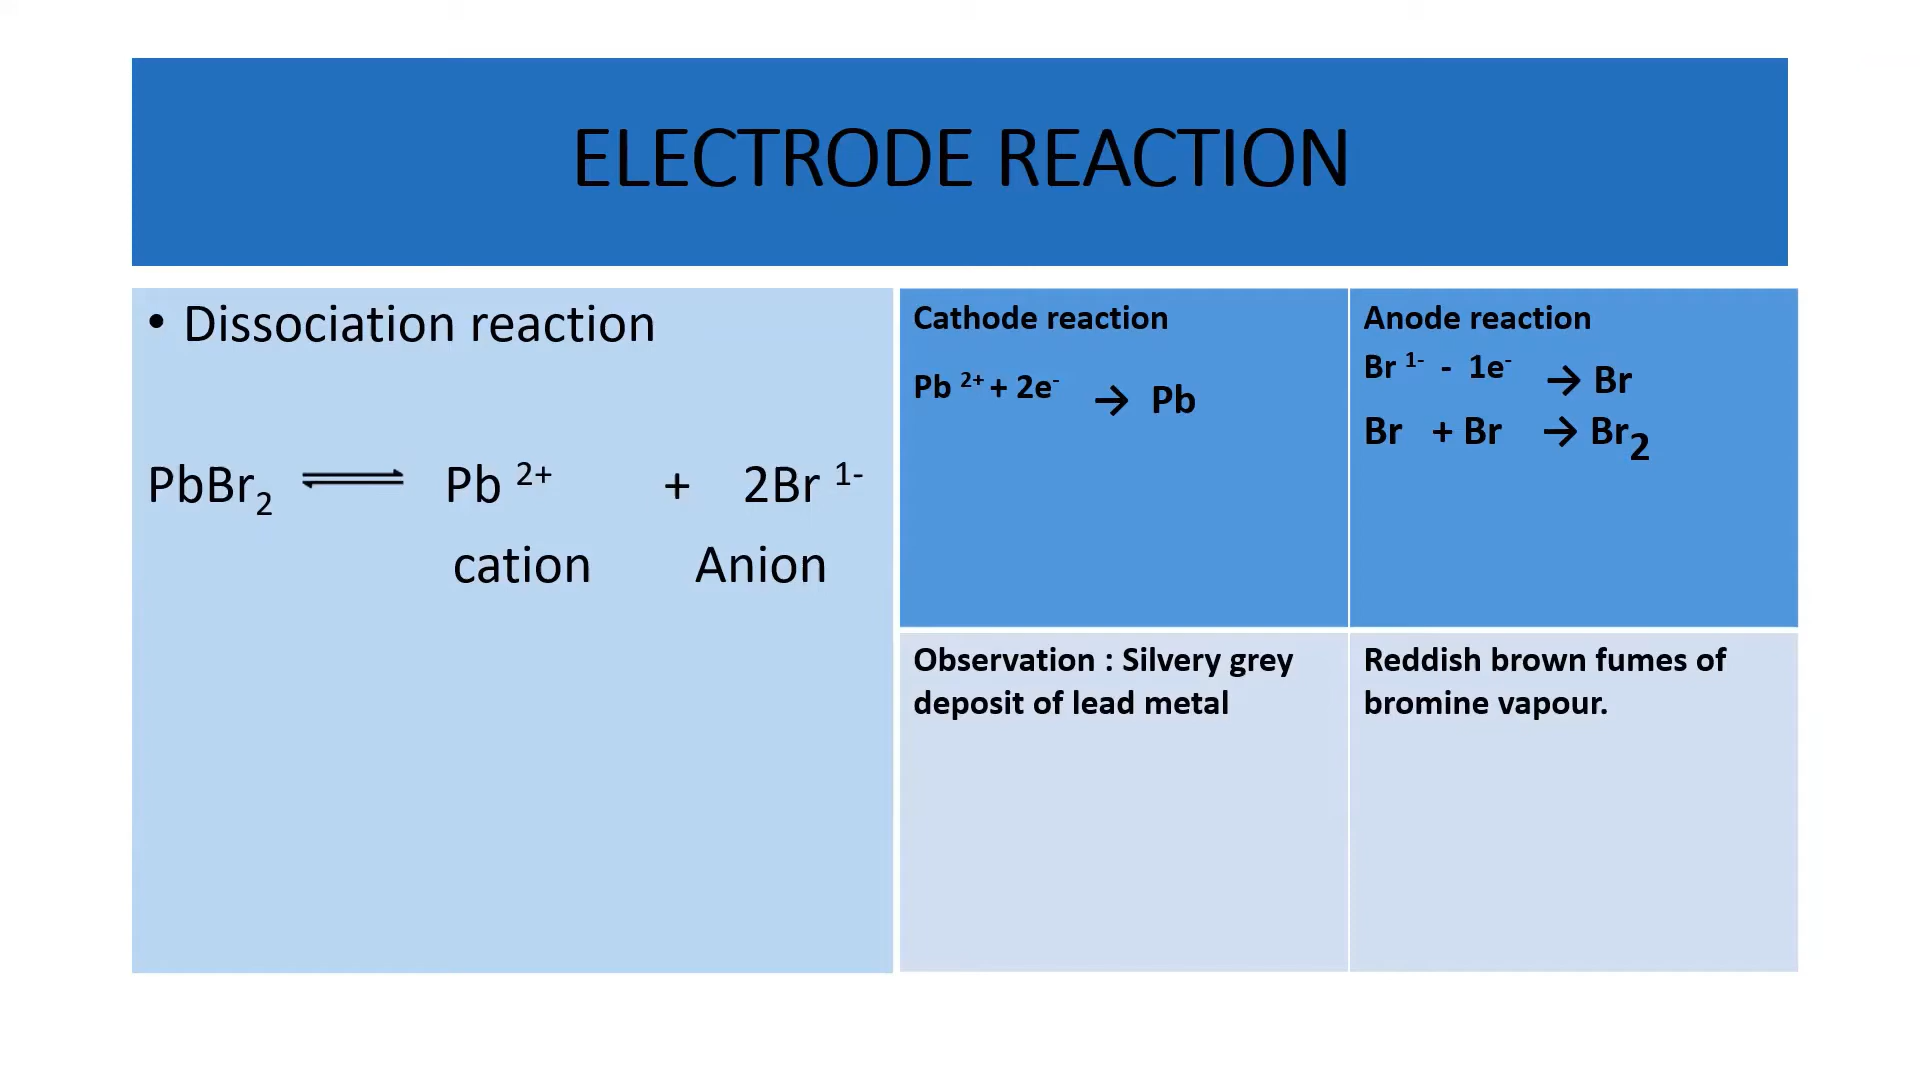 ELECTRODE REACTION
• Dissociation reaction
PbBr₂ ⇌ Pb ²⁺ + 2Br ¹⁻
cation Anion
Cathode reaction
Pb ²⁺ + 2e⁻ → Pb
Anode reaction
Br ¹⁻ - 1e⁻ → Br
Br + Br → Br₂
Observation : Silvery grey
deposit of lead metal
Reddish brown fumes of
bromine vapour.